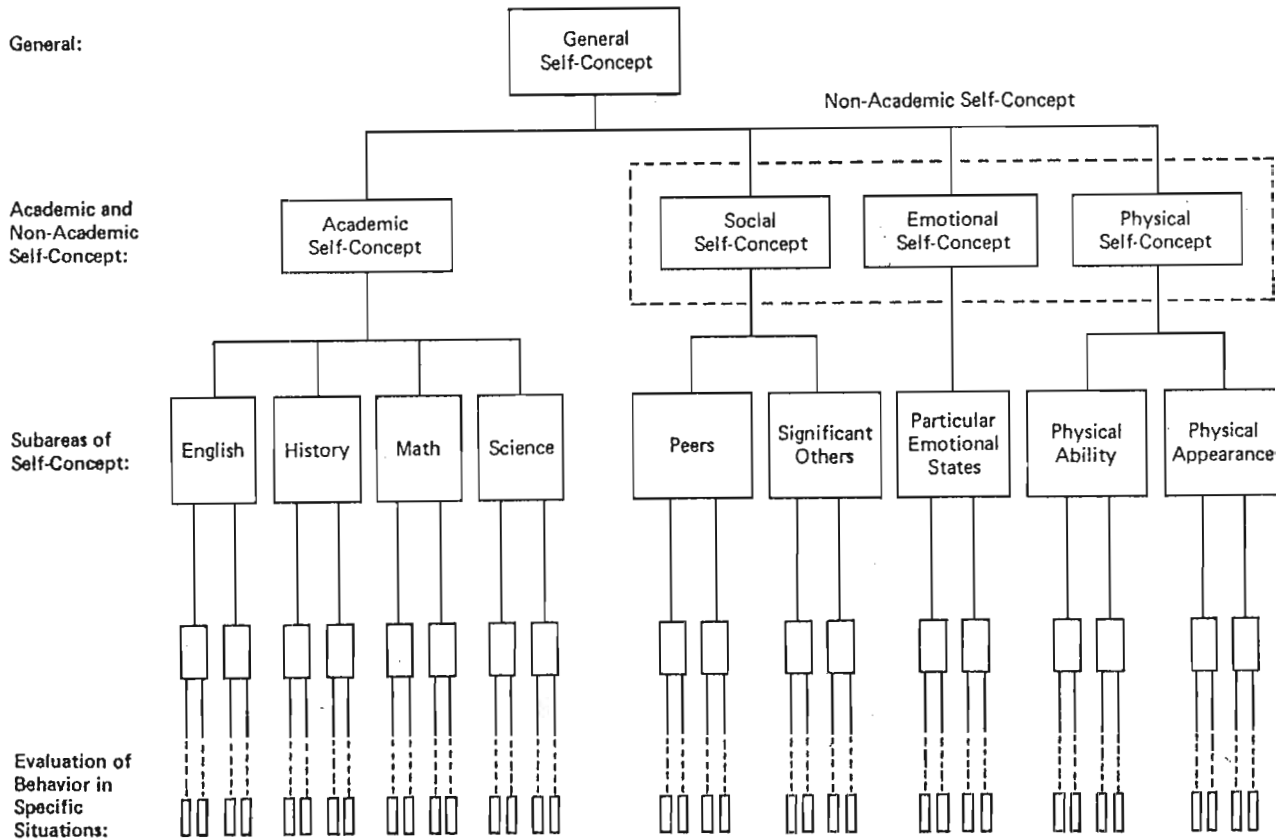 General:
General
Self-Concept
Non-Academic Self-Concept
Academic and
Non-Academic
Self-Concept:
Academic
Self-Concept
Social
Self-Concept
Emotional
Self-Concept
Physical
Self-Concept
Subareas of
Self-Concept:
English
History
Math
Science
Peers
Significant
Others
Particular
Emotional
States
Physical
Ability
Physical
Appearance
Evaluation of
Behavior in
Specific
Situations: